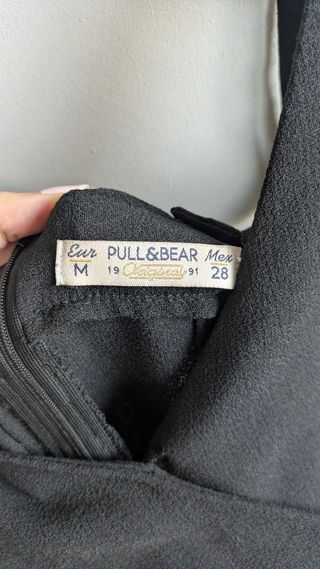 Eur PULL&BEAR Mex
M 19 Original 91 28